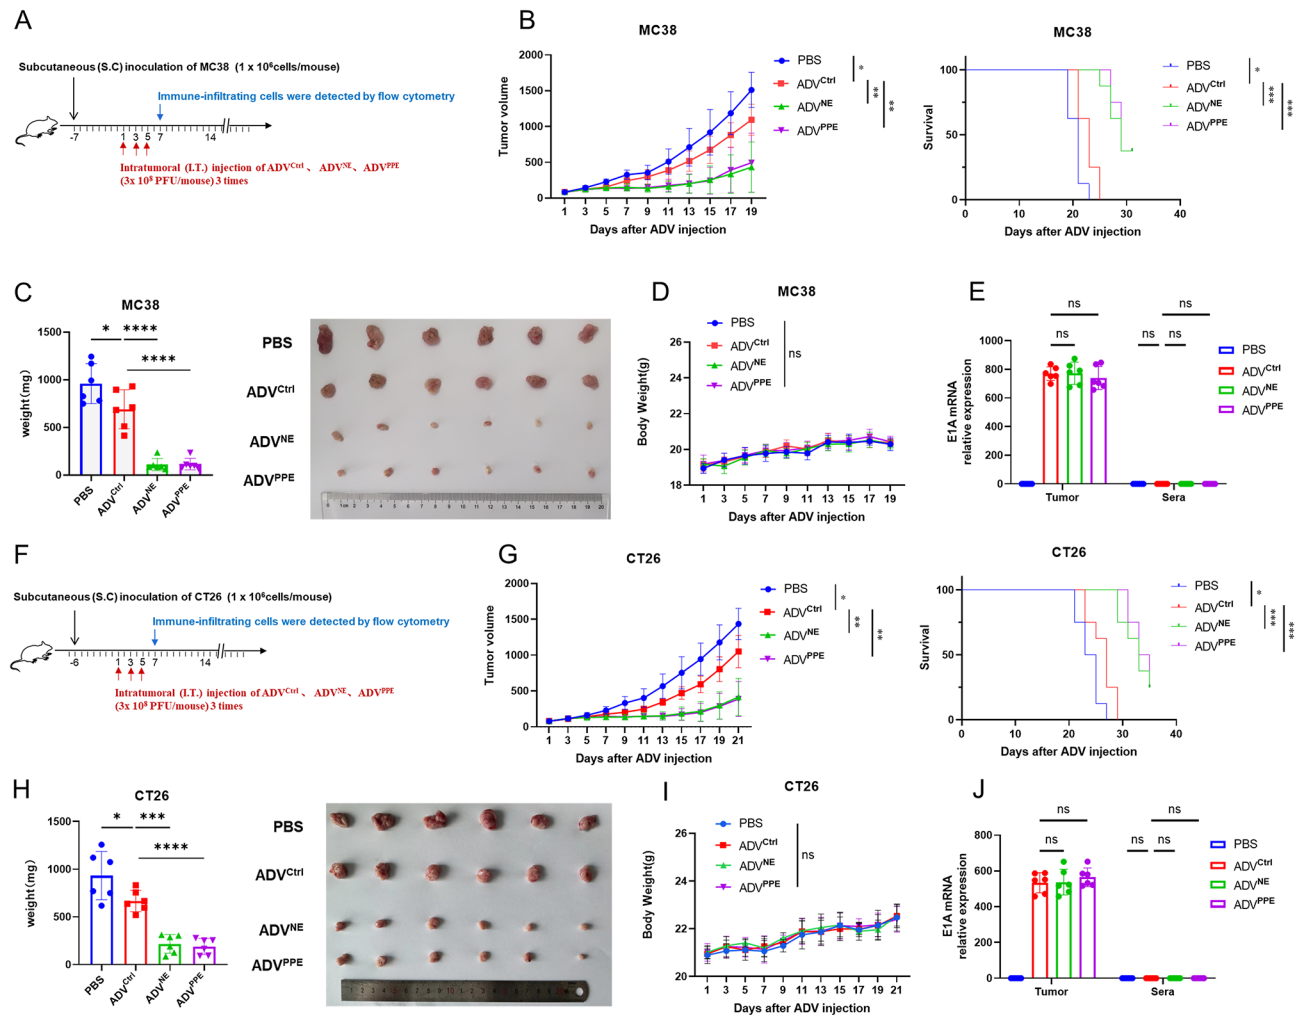 A
Subcutaneous (S.C) inoculation of MC38 (1 x 10⁶cells/mouse)
Immune-infiltrating cells were detected by flow cytometry
-7 1 3 5 7 14
Intratumoral (I.T.) injection of ADVCtrl、 ADVNE、ADVPPE
(3x 10⁸ PFU/mouse) 3 times
B
MC38
Tumor volume
2000
1500
1000
500
0
1 3 5 7 9 11 13 15 17 19
Days after ADV injection
PBS
ADVCtrl
ADVNE
ADVPPE
*
**
**
MC38
Survival
100
50
0
0 10 20 30 40
Days after ADV injection
PBS
ADVCtrl
ADVNE
ADVPPE
*
***
***
C
MC38
weight(mg)
1500
1000
500
0
* ****
****
PBS ADVCtrl ADVNE ADVPPE
PBS
ADVCtrl
ADVNE
ADVPPE
D
MC38
Body Weight(g)
26
24
22
20
18
1 3 5 7 9 11 13 15 17 19
Days after ADV injection
PBS
ADVCtrl
ADVNE
ADVPPE
ns
E
E1A mRNA
relative expression
1000
800
600
400
200
0
ns
ns
ns
ns ns
Tumor Sera
PBS
ADVCtrl
ADVNE
ADVPPE
F
Subcutaneous (S.C) inoculation of CT26 (1 x 10⁶cells/mouse)
Immune-infiltrating cells were detected by flow cytometry
-6 1 3 5 7 14
Intratumoral (I.T.) injection of ADVCtrl、 ADVNE、ADVPPE
(3x 10⁸ PFU/mouse) 3 times
G
CT26
Tumor volume
2000
1500
1000
500
0
1 3 5 7 9 11 13 15 17 19 21
Days after ADV injection
PBS
ADVCtrl
ADVNE
ADVPPE
*
**
**
CT26
Survival
100
50
0
0 10 20 30 40
Days after ADV injection
PBS
ADVCtrl
ADVNE
ADVPPE
*
***
***
H
CT26
weight(mg)
1500
1000
500
0
* ***
****
PBS ADVCtrl ADVNE ADVPPE
PBS
ADVCtrl
ADVNE
ADVPPE
I
CT26
Body Weight(g)
26
24
22
20
1 3 5 7 9 11 13 15 17 19 21
Days after ADV injection
PBS
ADVCtrl
ADVNE
ADVPPE
ns
J
E1A mRNA
relative expression
800
600
400
200
0
ns
ns
ns
ns ns
Tumor Sera
PBS
ADVCtrl
ADVNE
ADVPPE